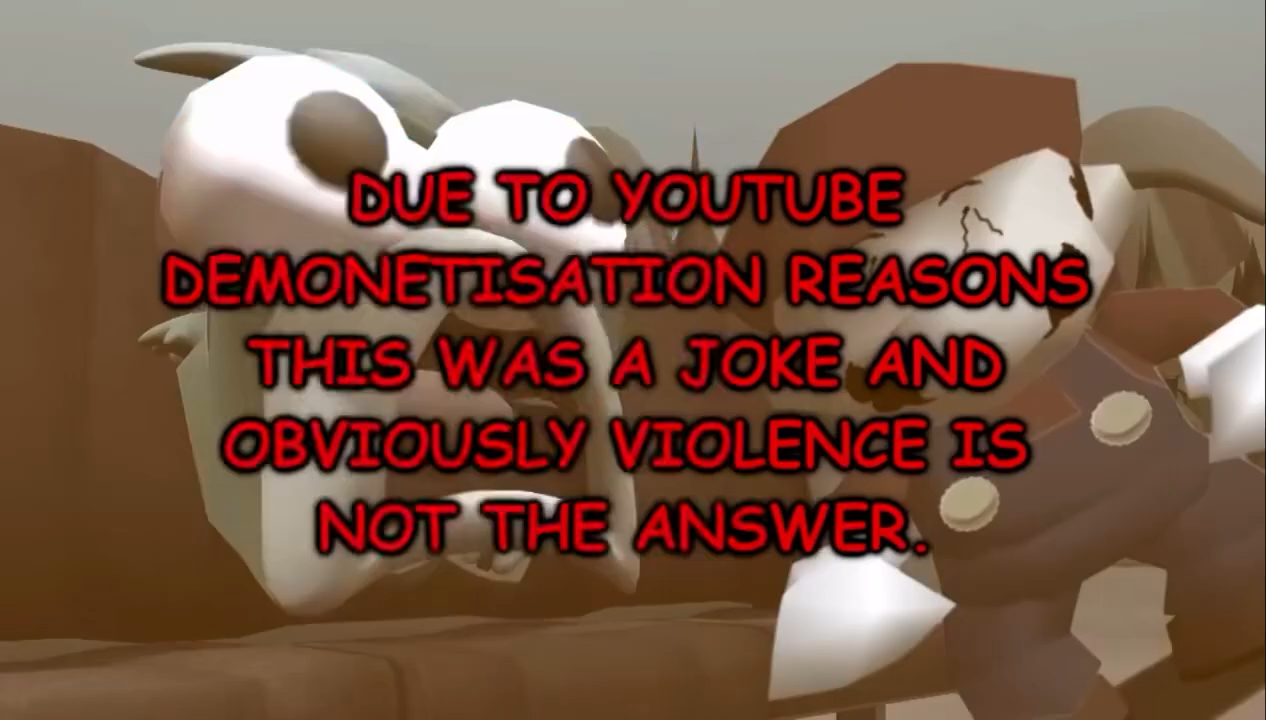 DUE TO YOUTUBE
DEMONETISATION REASONS
THIS WAS A JOKE AND
OBVIOUSLY VIOLENCE IS
NOT THE ANSWER.